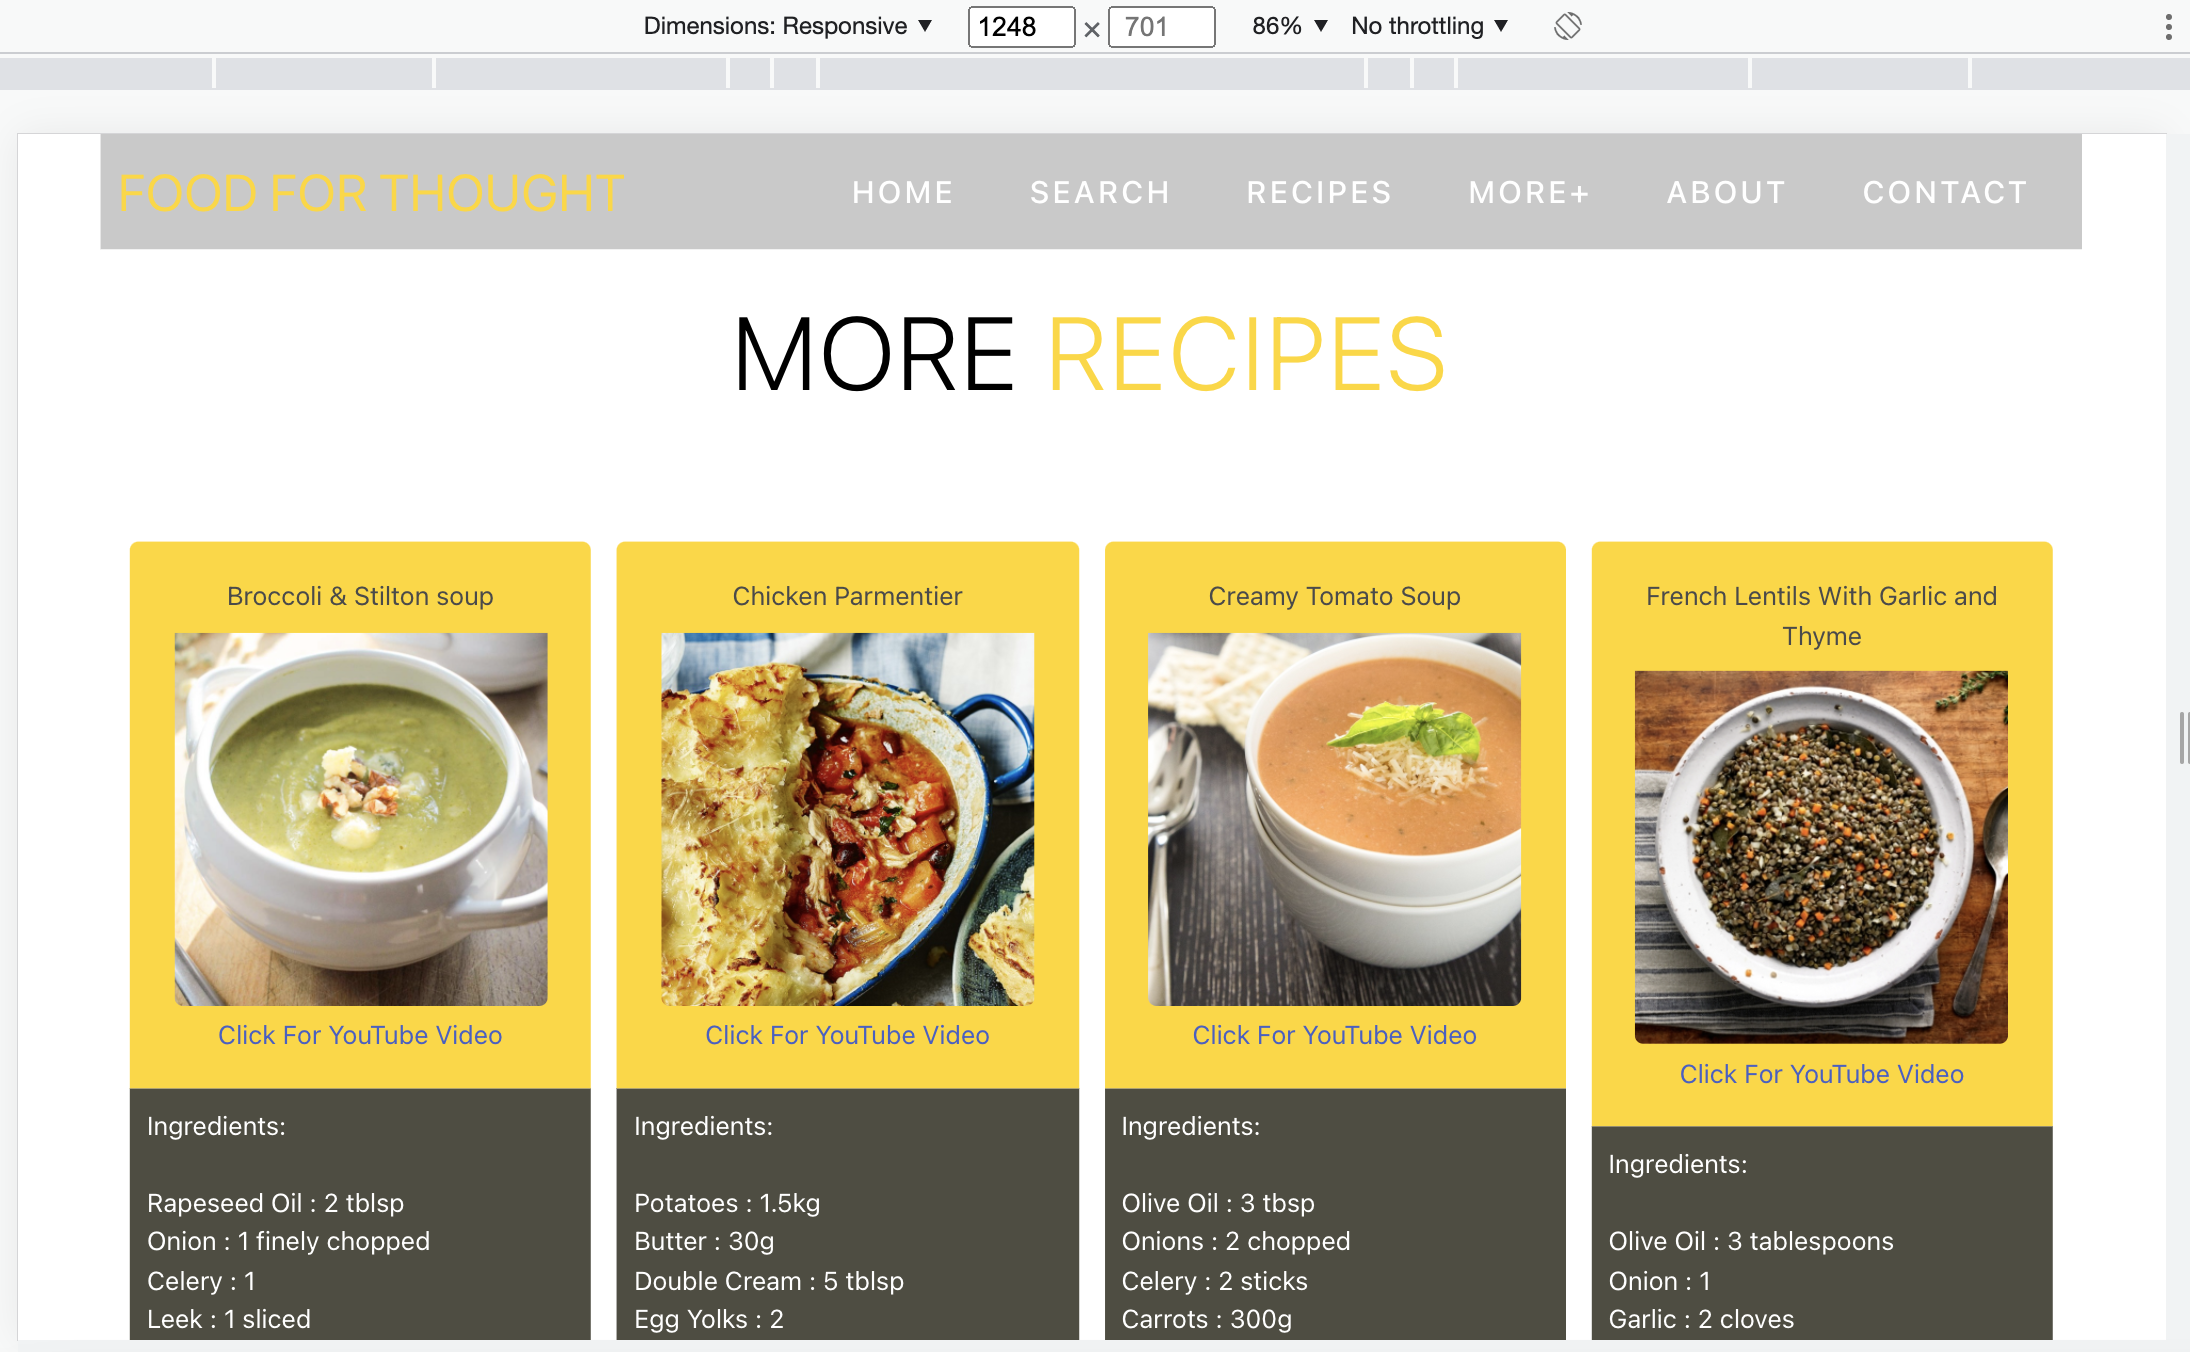 Dimensions: Responsive ▼ 1248 × 701 86% ▼ No throttling ▼
FOOD FOR THOUGHT HOME SEARCH RECIPES MORE+ ABOUT CONTACT
MORE RECIPES
Broccoli & Stilton soup
Click For YouTube Video
Ingredients:
Rapeseed Oil : 2 tblsp
Onion : 1 finely chopped
Celery : 1
Leek : 1 sliced
Chicken Parmentier
Click For YouTube Video
Ingredients:
Potatoes : 1.5kg
Butter : 30g
Double Cream : 5 tblsp
Egg Yolks : 2
Creamy Tomato Soup
Click For YouTube Video
Ingredients:
Olive Oil : 3 tbsp
Onions : 2 chopped
Celery : 2 sticks
Carrots : 300g
French Lentils With Garlic and
Thyme
Click For YouTube Video
Ingredients:
Olive Oil : 3 tablespoons
Onion : 1
Garlic : 2 cloves